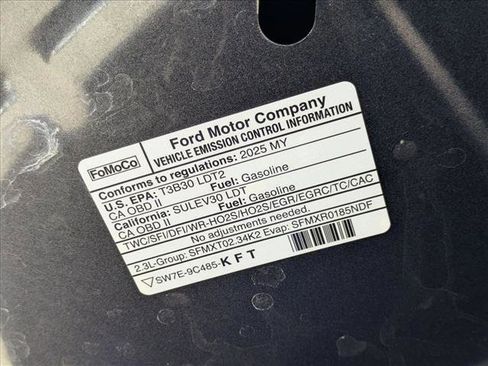 FoMoCo
Ford Motor Company
VEHICLE EMISSION CONTROL INFORMATION
Conforms to regulations: 2025 MY
U.S. EPA: T3B30 LDT2
CA OBD II Fuel: Gasoline
California: SULEV30 LDT
CA OBD II Fuel: Gasoline
TWC/SFI/DFI/WR-HO2S/HO2S/EGR/EGRC/TC/CAC
No adjustments needed.
2.3L-Group: SFMXT02.34K2 Evap: SFMXR0185NDF
SW7E-9C485-KFT